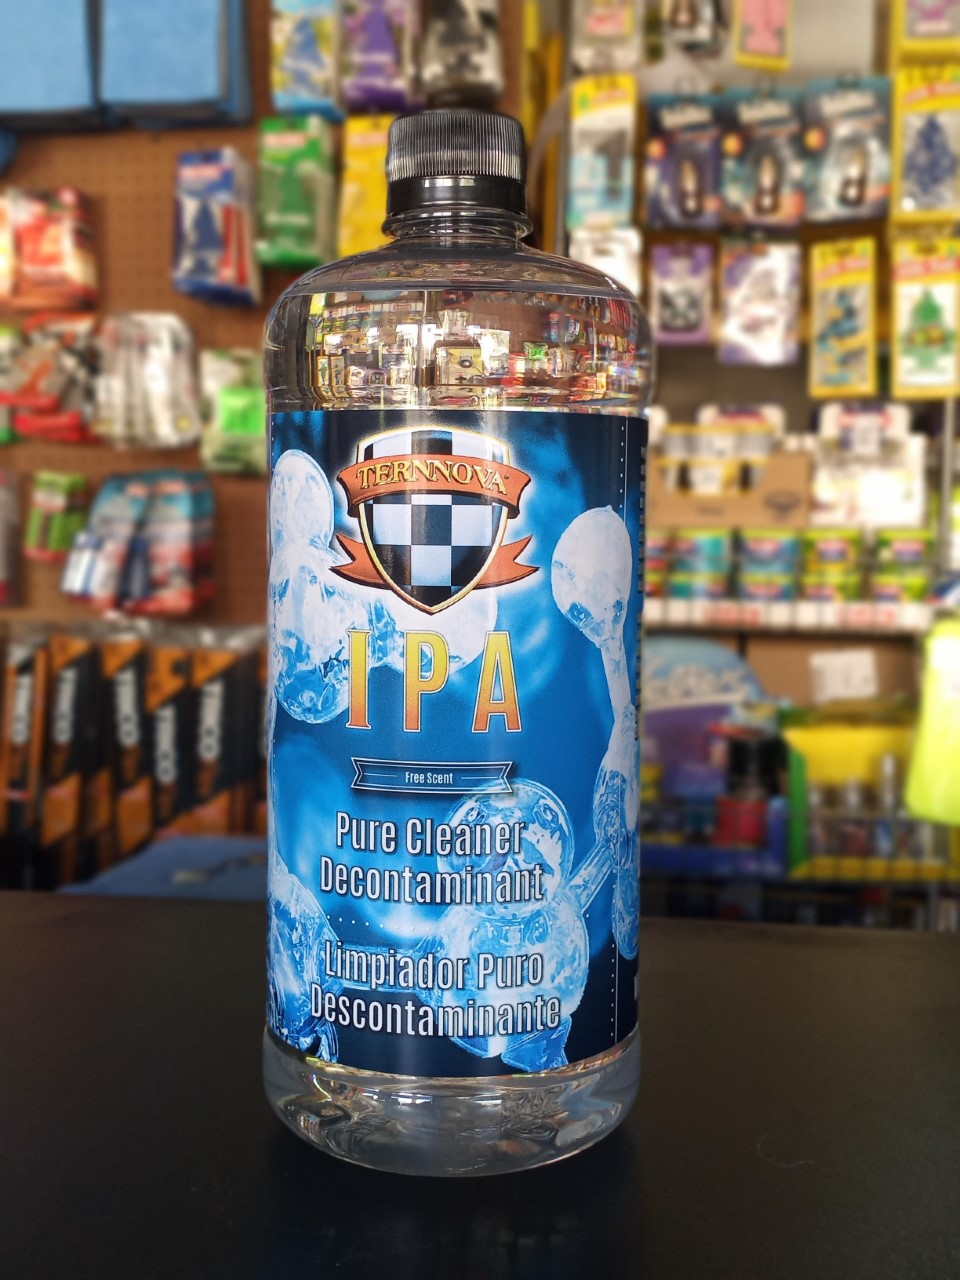 TERNNOVA
IPA
Free Scent
Pure Cleaner
Decontaminant
Limpiador Puro
Descontaminante